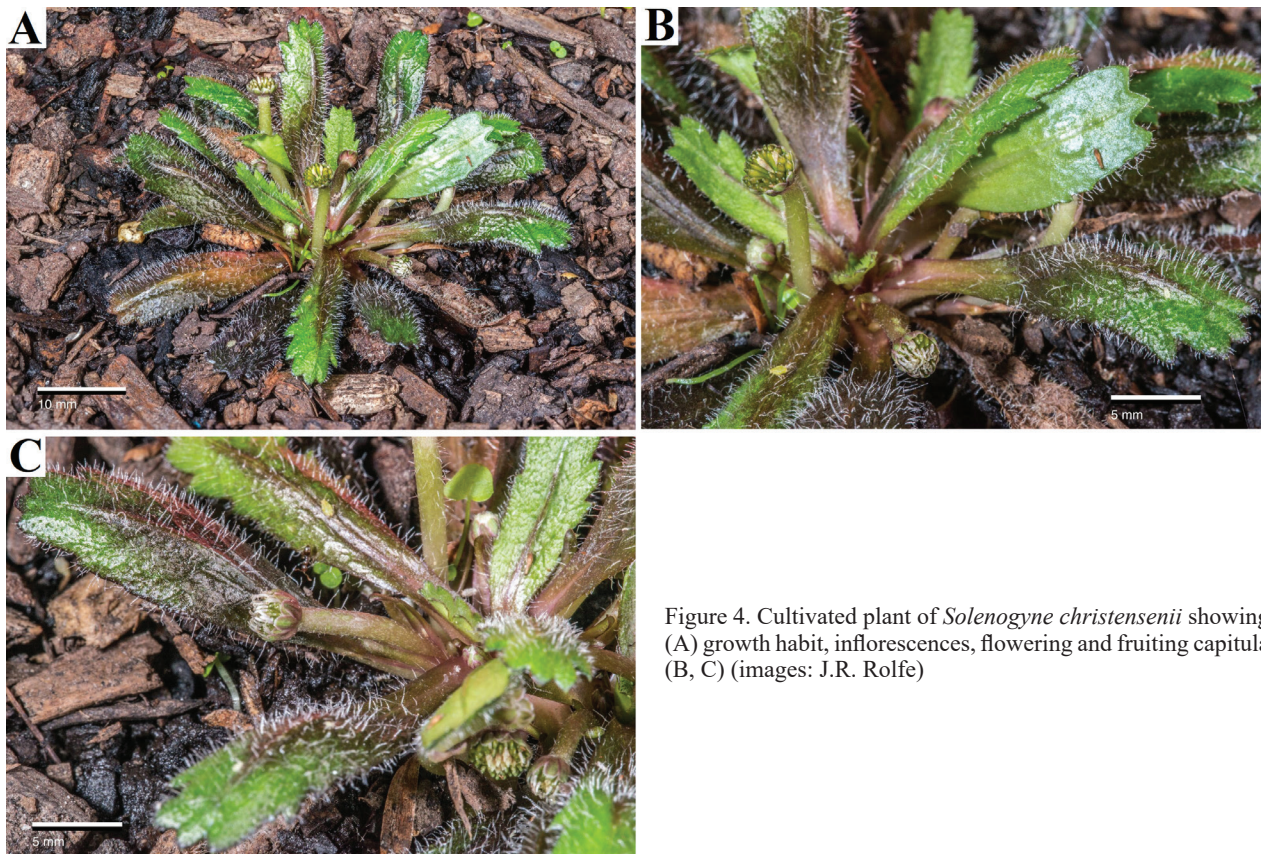 A
10 mm
B
5 mm
C
5 mm
Figure 4. Cultivated plant of Solenogyne christensenii showing
(A) growth habit, inflorescences, flowering and fruiting capitula
(B, C) (images: J.R. Rolfe)